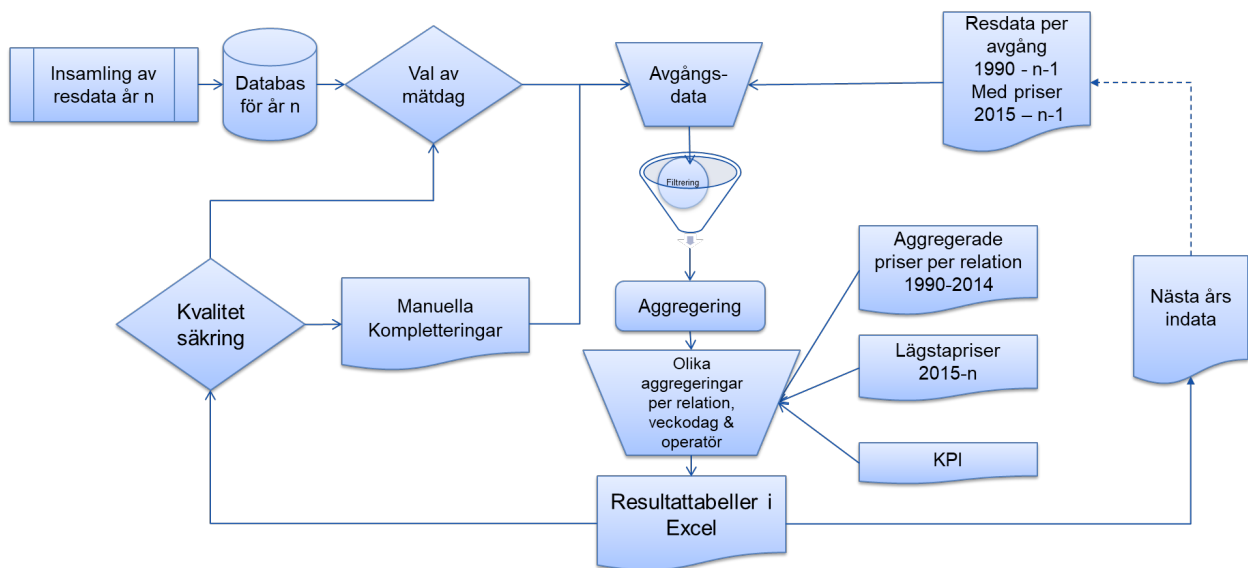 Insamling av
resdata år n
Databas
för år n
Val av
mätdag
Avgångs-
data
Resdata per
avgång
1990 - n-1
Med priser
2015 – n-1
Filtrering
Aggregerade
priser per relation
1990-2014
Kvalitet
säkring
Manuella
Kompletteringar
Aggregering
Nästa års
indata
Olika
aggregeringar
per relation,
veckodag &
operatör
Lägstapriser
2015-n
KPI
Resultattabeller i
Excel